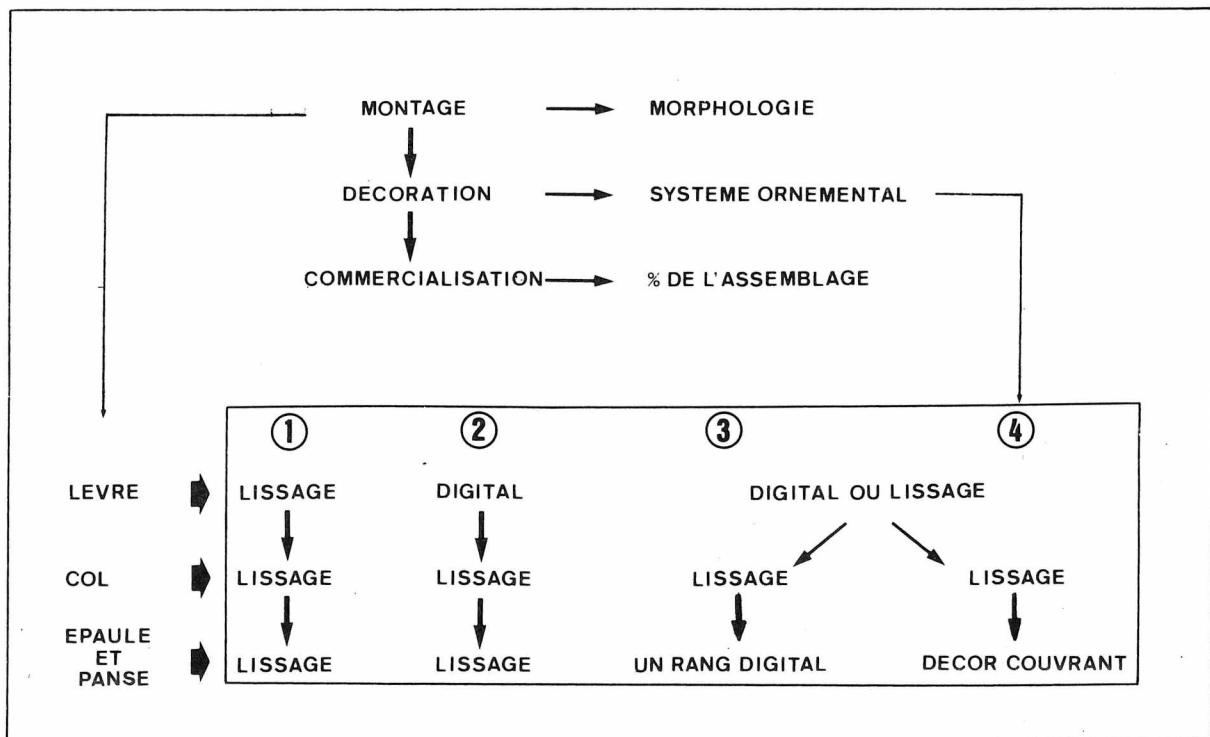 MONTAGE MORPHOLOGIE
DECORATION SYSTEME ORNEMENTAL
COMMERCIALISATION % DE L'ASSEMBLAGE
1 2 3 4
LEVRE LISSAGE DIGITAL DIGITAL OU LISSAGE
COL LISSAGE LISSAGE LISSAGE LISSAGE
EPAULE
ET
PANSE LISSAGE LISSAGE UN RANG DIGITAL DECOR COUVRANT